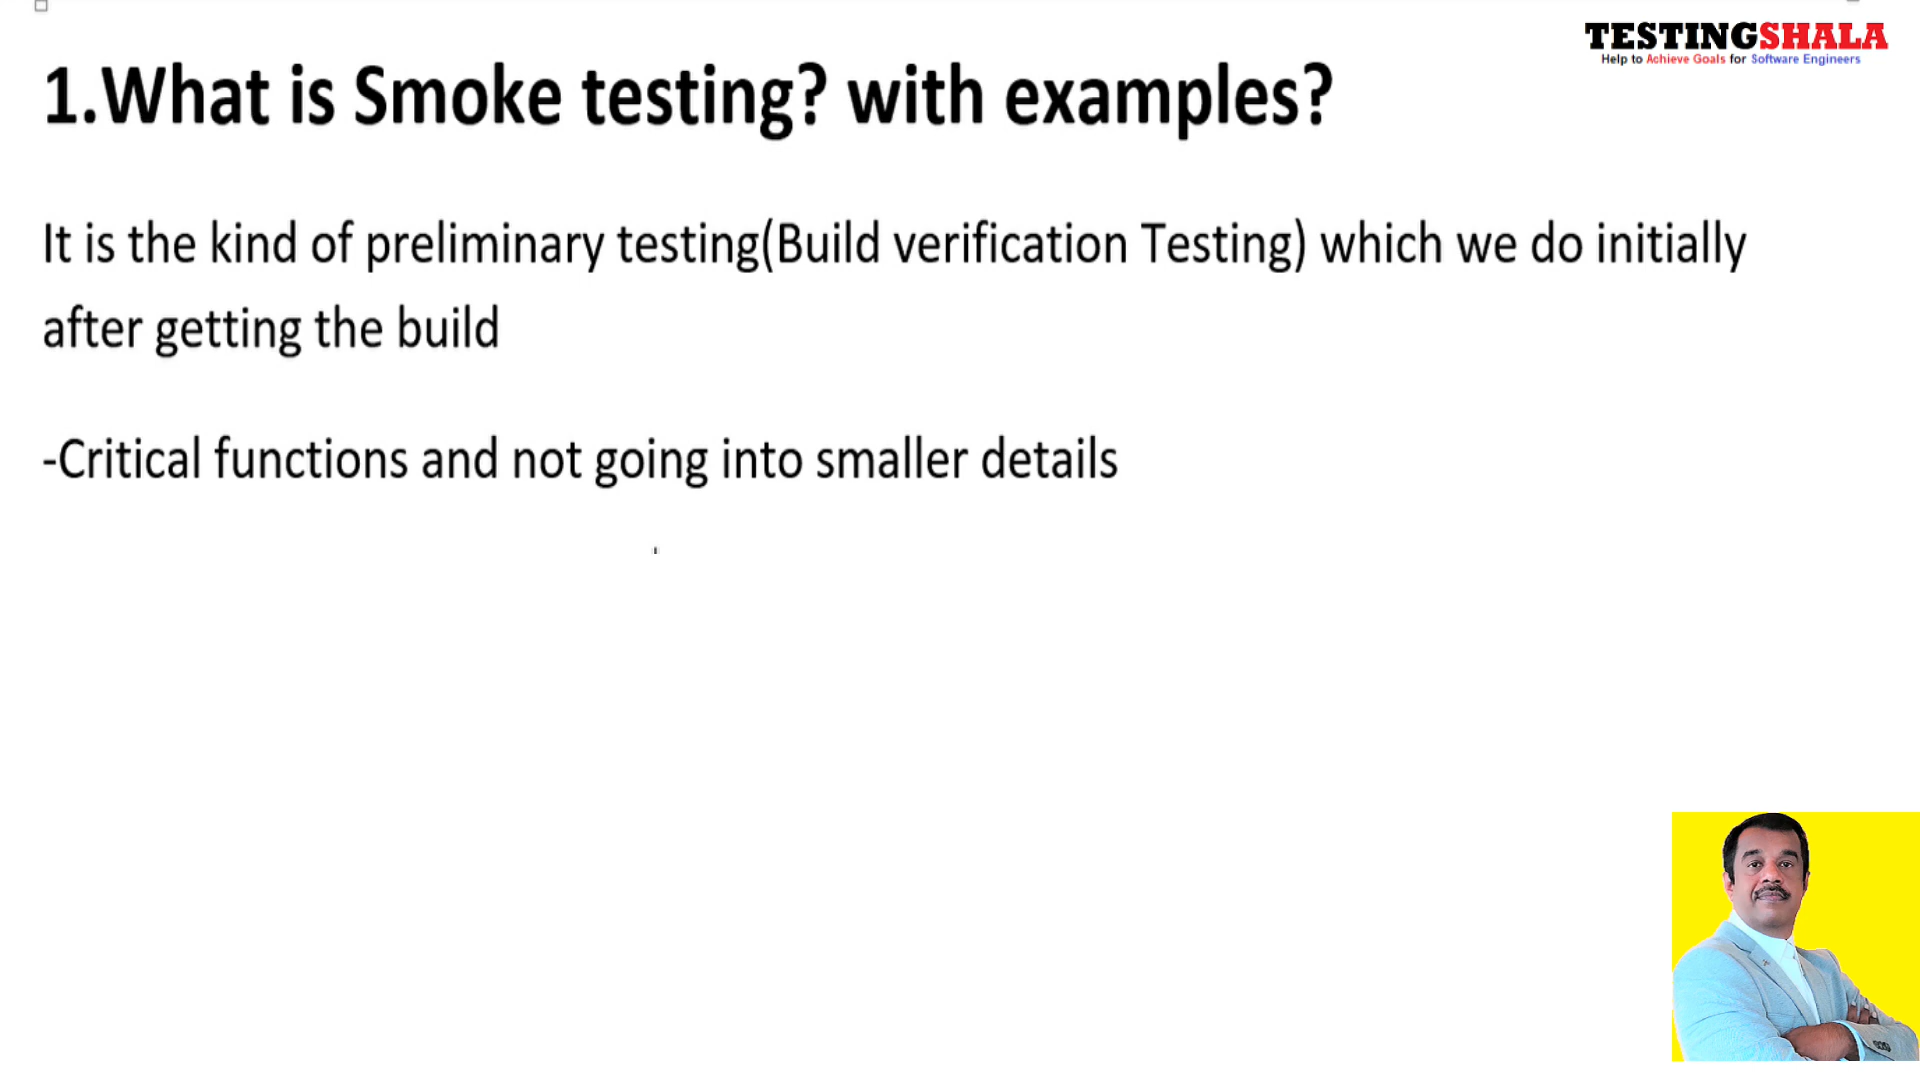 TESTINGSHALA
Help to Achieve Goals for Software Engineers
1.What is Smoke testing? with examples?
It is the kind of preliminary testing(Build verification Testing) which we do initially
after getting the build
-Critical functions and not going into smaller details